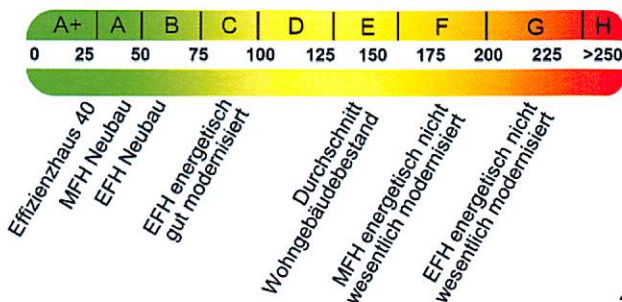 A+ A B C D E F G H
0 25 50 75 100 125 150 175 200 225 >250
Effizienzhaus 40
MFH Neubau
EFH Neubau
EFH energetisch
gut modernisiert
Durchschnitt
Wohngebäudebestand
MFH energetisch nicht
wesentlich modernisiert
EFH energetisch nicht
wesentlich modernisiert